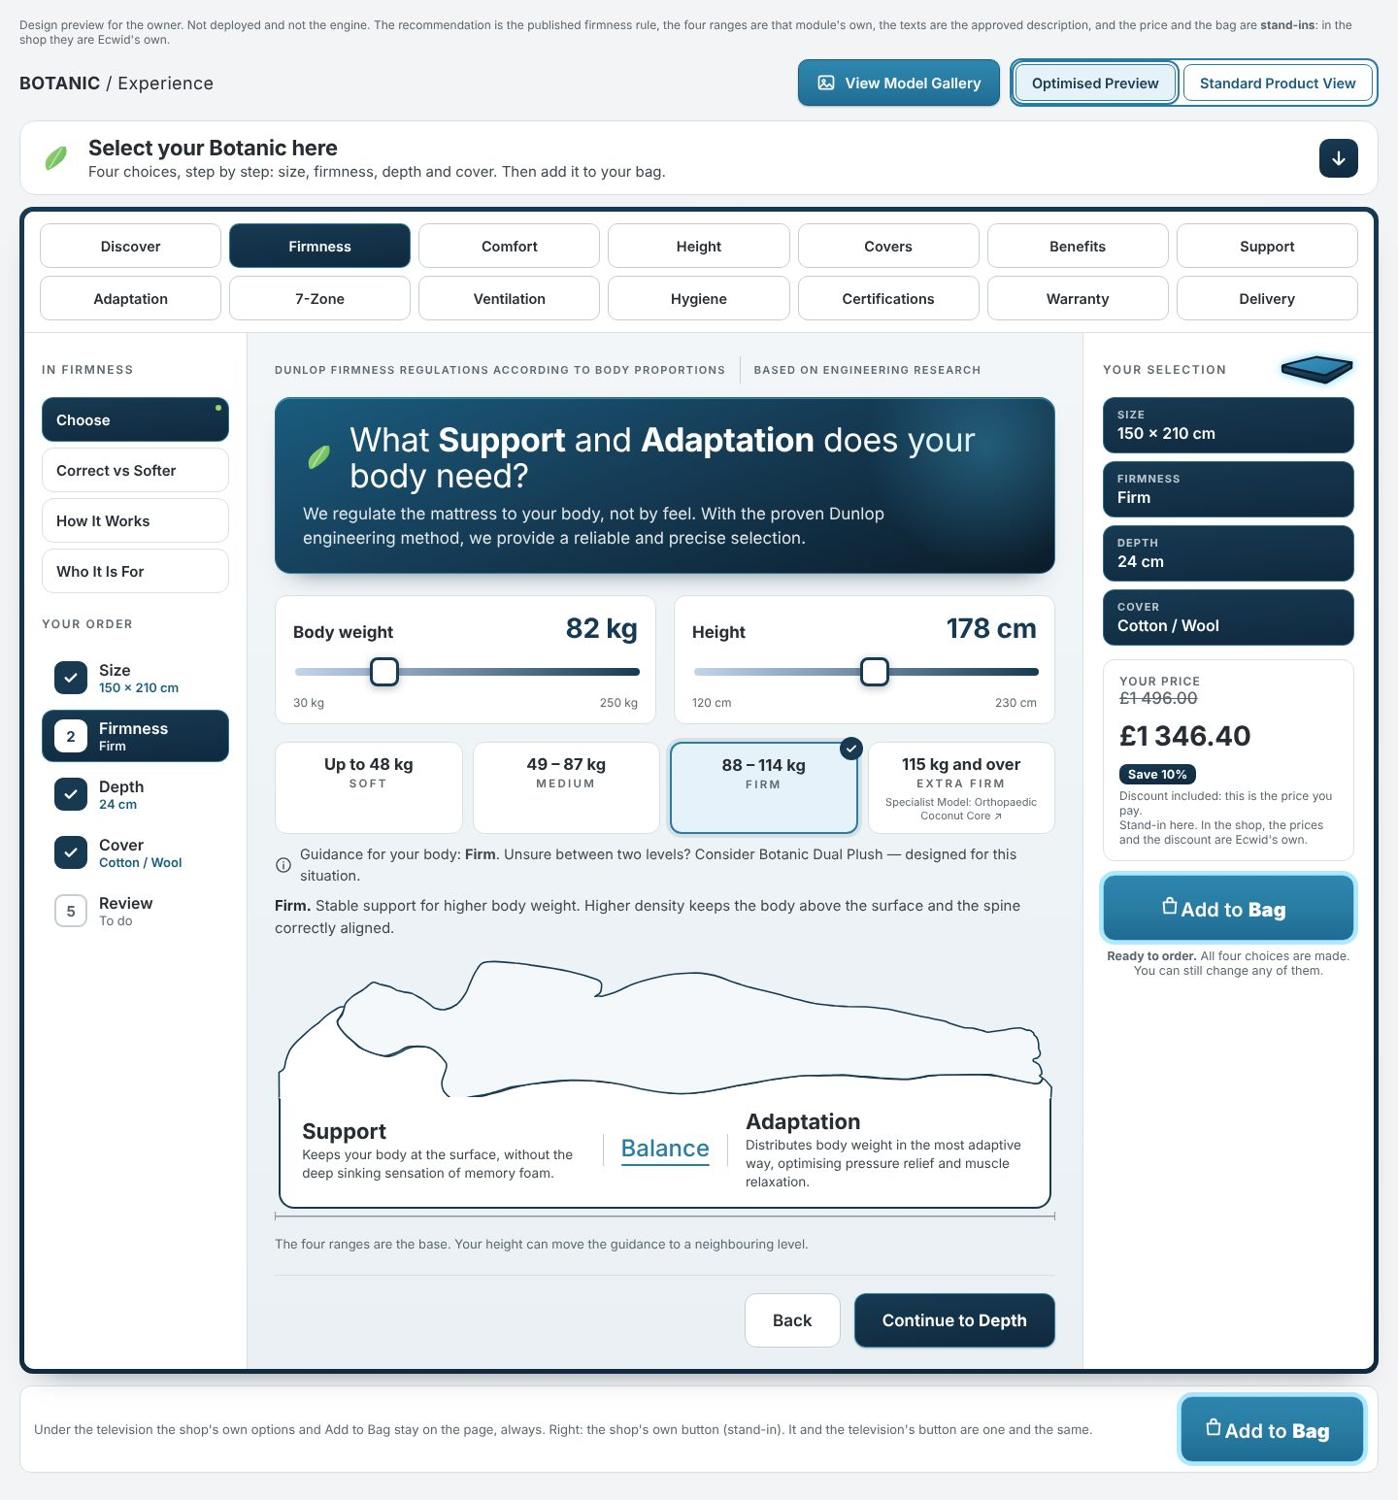 Design preview for the owner. Not deployed and not the engine. The recommendation is the published firmness rule, the four ranges are that module's own, the texts are the approved description, and the price and the bag are stand-ins: in the
shop they are Ecwid's own.
BOTANIC / Experience
View Model Gallery
Optimised Preview
Standard Product View
Select your Botanic here
Four choices, step by step: size, firmness, depth and cover. Then add it to your bag.
Discover
Firmness
Comfort
Height
Covers
Benefits
Support
Adaptation
7-Zone
Ventilation
Hygiene
Certifications
Warranty
Delivery
IN FIRMNESS
Choose
Correct vs Softer
How It Works
Who It Is For
YOUR ORDER
Size
150 × 210 cm
2
Firmness
Firm
Depth
24 cm
Cover
Cotton / Wool
5
Review
To do
DUNLOP FIRMNESS REGULATIONS ACCORDING TO BODY PROPORTIONS
BASED ON ENGINEERING RESEARCH
What Support and Adaptation does your
body need?
We regulate the mattress to your body, not by feel. With the proven Dunlop
engineering method, we provide a reliable and precise selection.
Body weight
82 kg
30 kg
250 kg
Height
178 cm
120 cm
230 cm
Up to 48 kg
SOFT
49 – 87 kg
MEDIUM
88 – 114 kg
FIRM
115 kg and over
EXTRA FIRM
Specialist Model: Orthopaedic
Coconut Core ↗
Guidance for your body: Firm. Unsure between two levels? Consider Botanic Dual Plush — designed for this
situation.
Firm. Stable support for higher body weight. Higher density keeps the body above the surface and the spine
correctly aligned.
Support
Keeps your body at the surface, without the
deep sinking sensation of memory foam.
Balance
Adaptation
Distributes body weight in the most adaptive
way, optimising pressure relief and muscle
relaxation.
The four ranges are the base. Your height can move the guidance to a neighbouring level.
Back
Continue to Depth
YOUR SELECTION
SIZE
150 × 210 cm
FIRMNESS
Firm
DEPTH
24 cm
COVER
Cotton / Wool
YOUR PRICE
£1 496.00
£1 346.40
Save 10%
Discount included: this is the price you
pay.
Stand-in here. In the shop, the prices
and the discount are Ecwid's own.
Add to Bag
Ready to order. All four choices are made.
You can still change any of them.
Under the television the shop's own options and Add to Bag stay on the page, always. Right: the shop's own button (stand-in). It and the television's button are one and the same.
Add to Bag